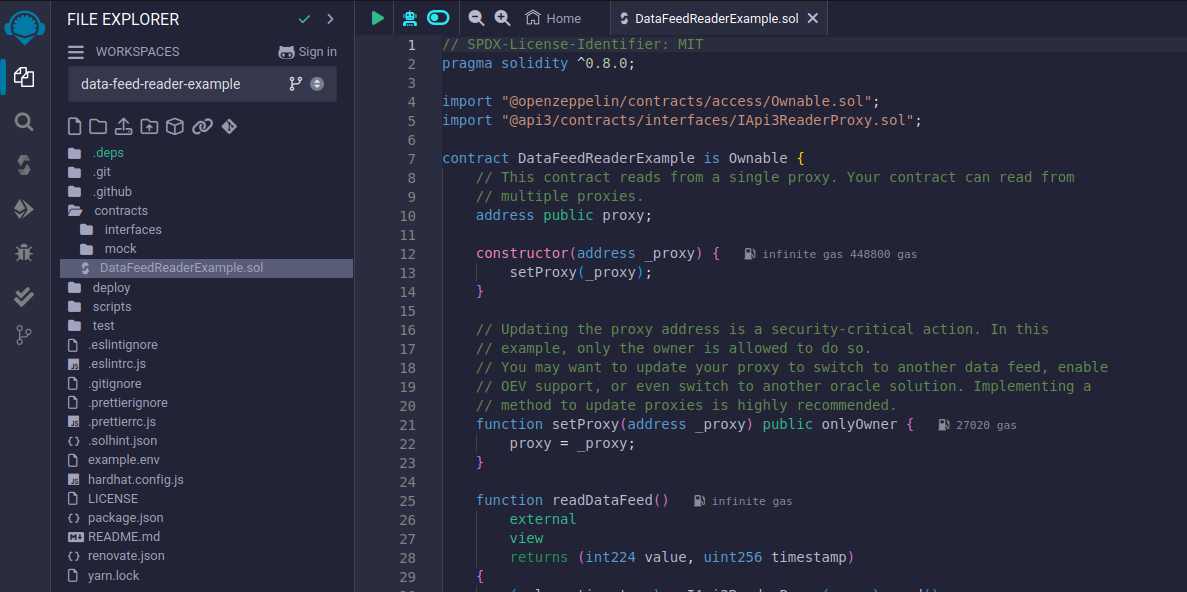 FILE EXPLORER
WORKSPACES
Sign in
data-feed-reader-example
.deps
.git
.github
contracts
interfaces
mock
DataFeedReaderExample.sol
deploy
scripts
test
.eslintignore
.eslintrc.js
.gitignore
.prettierignore
.prettierrc.js
.solhint.json
example.env
hardhat.config.js
LICENSE
package.json
README.md
renovate.json
yarn.lock
Home
DataFeedReaderExample.sol
1 // SPDX-License-Identifier: MIT
2 pragma solidity ^0.8.0;
3
4 import "@openzeppelin/contracts/access/Ownable.sol";
5 import "@api3/contracts/interfaces/IApi3ReaderProxy.sol";
6
7 contract DataFeedReaderExample is Ownable {
8 // This contract reads from a single proxy. Your contract can read from
9 // multiple proxies.
10 address public proxy;
11
12 constructor(address _proxy) { infinite gas 448800 gas
13 setProxy(_proxy);
14 }
15
16 // Updating the proxy address is a security-critical action. In this
17 // example, only the owner is allowed to do so.
18 // You may want to update your proxy to switch to another data feed, enable
19 // OEV support, or even switch to another oracle solution. Implementing a
20 // method to update proxies is highly recommended.
21 function setProxy(address _proxy) public onlyOwner { 27020 gas
22 proxy = _proxy;
23 }
24
25 function readDataFeed() infinite gas
26 external
27 view
28 returns (int224 value, uint256 timestamp)
29 {